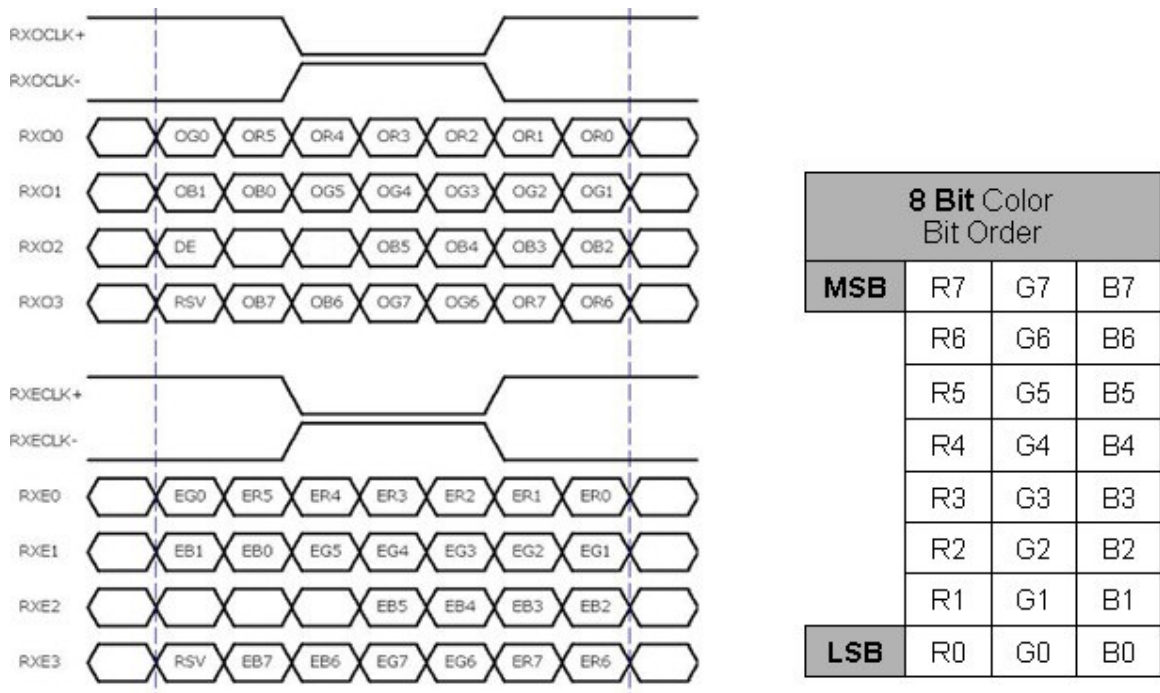 RXOCLK+
RXOCLK-
RXO0 OG0 OR5 OR4 OR3 OR2 OR1 OR0
RXO1 OB1 OB0 OG5 OG4 OG3 OG2 OG1
RXO2 DE OB5 OB4 OB3 OB2
RXO3 RSV OB7 OB6 OG7 OG6 OR7 OR6
RXECLK+
RXECLK-
RXE0 EG0 ER5 ER4 ER3 ER2 ER1 ER0
RXE1 EB1 EB0 EG5 EG4 EG3 EG2 EG1
RXE2 EB5 EB4 EB3 EB2
RXE3 RSV EB7 EB6 EG7 EG6 ER7 ER6
8 Bit Color
Bit Order
MSB R7 G7 B7
R6 G6 B6
R5 G5 B5
R4 G4 B4
R3 G3 B3
R2 G2 B2
R1 G1 B1
LSB R0 G0 B0